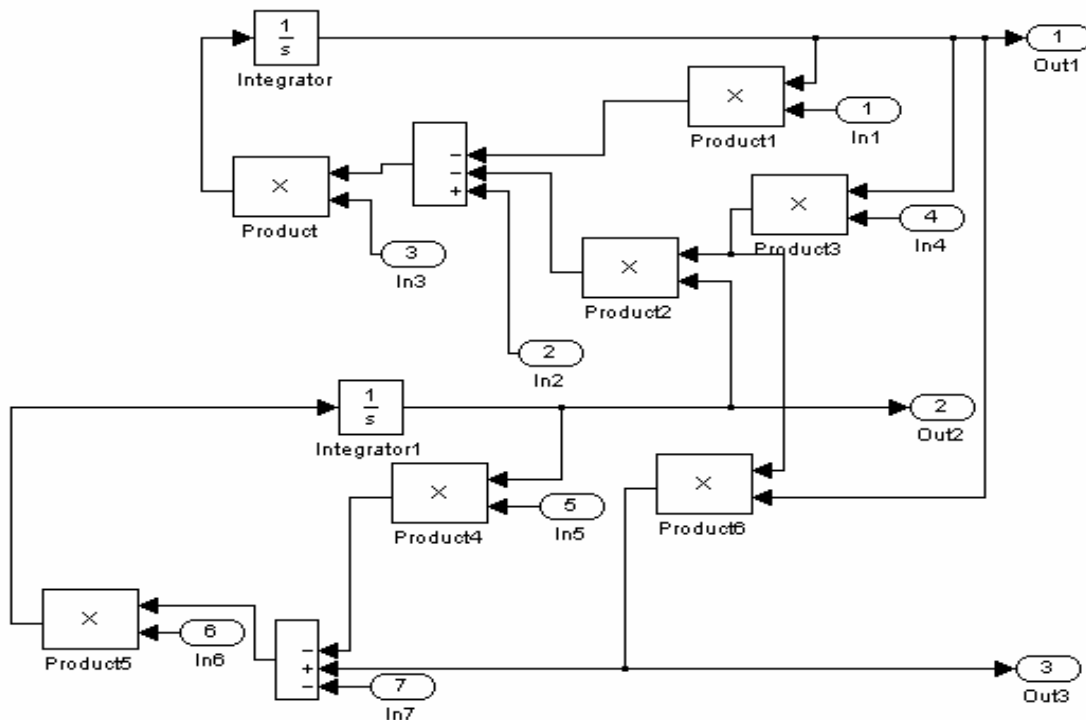 1
s
Integrator
1
Out1
×
Product1
1
In1
−
−
+
×
Product
3
In3
×
Product3
4
In4
×
Product2
2
In2
1
s
Integrator1
2
Out2
×
Product4
5
In5
×
Product6
×
Product5
6
In6
−
+
−
7
In7
3
Out3